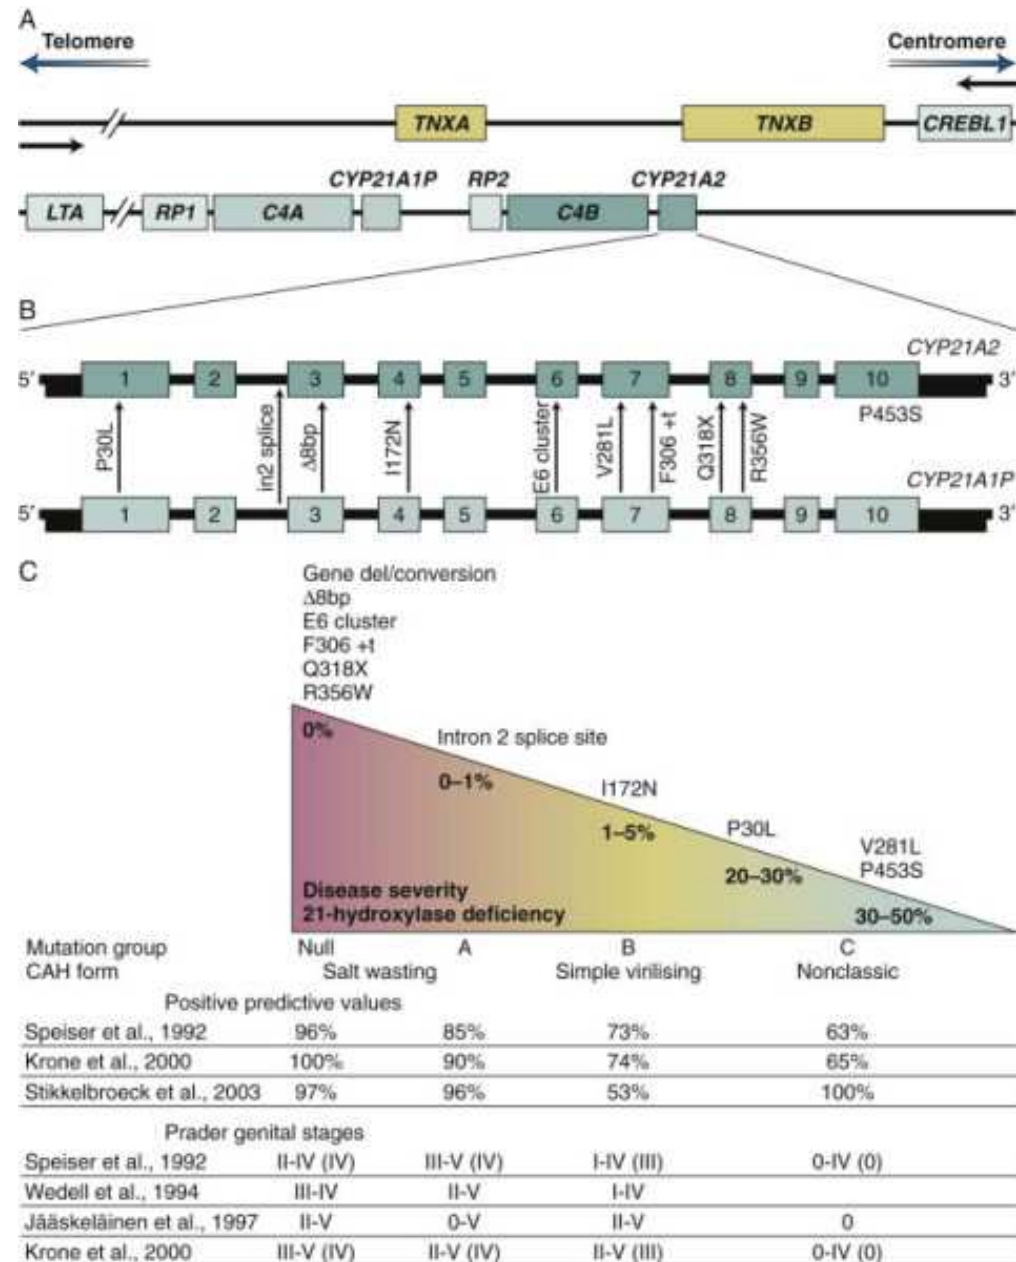 A
Telomere Centromere
TNXA TNXB CREBL1
CYP21A1P RP2 CYP21A2
LTA RP1 C4A C4B
B
CYP21A2
5' 1 2 3 4 5 6 7 8 9 10 3'
P453S
P30L in2 splice Δ8bp I172N E6 cluster V281L F306 +t Q318X R356W
CYP21A1P
5' 1 2 3 4 5 6 7 8 9 10 3'
C
Gene del/conversion
Δ8bp
E6 cluster
F306 +t
Q318X
R356W
0%
Intron 2 splice site
0–1%
I172N
1–5%
P30L
20–30%
V281L
P453S
30–50%
Disease severity
21-hydroxylase deficiency
Mutation group Null A B C
CAH form Salt wasting Simple virilising Nonclassic
Positive predictive values
Speiser et al., 1992 96% 85% 73% 63%
Krone et al., 2000 100% 90% 74% 65%
Stikkelbroeck et al., 2003 97% 96% 53% 100%
Prader genital stages
Speiser et al., 1992 II-IV (IV) III-V (IV) I-IV (III) 0-IV (0)
Wedell et al., 1994 III-IV II-V I-IV
Jääskeläinen et al., 1997 II-V 0-V II-V 0
Krone et al., 2000 III-V (IV) II-V (IV) II-V (III) 0-IV (0)